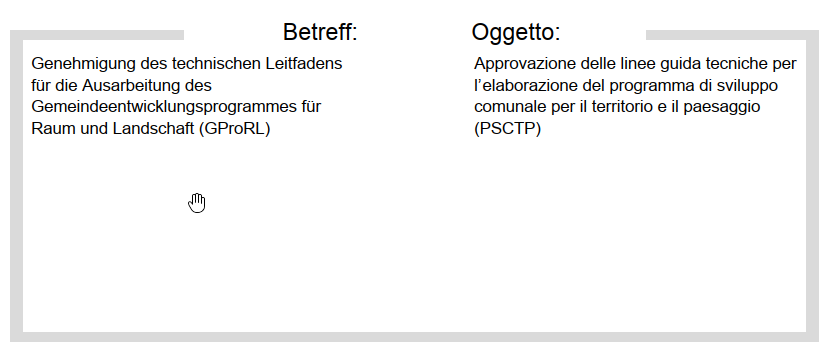 Betreff:
Genehmigung des technischen Leitfadens
für die Ausarbeitung des
Gemeindeentwicklungsprogrammes für
Raum und Landschaft (GProRL)
Oggetto:
Approvazione delle linee guida tecniche per
l’elaborazione del programma di sviluppo
comunale per il territorio e il paesaggio
(PSCTP)